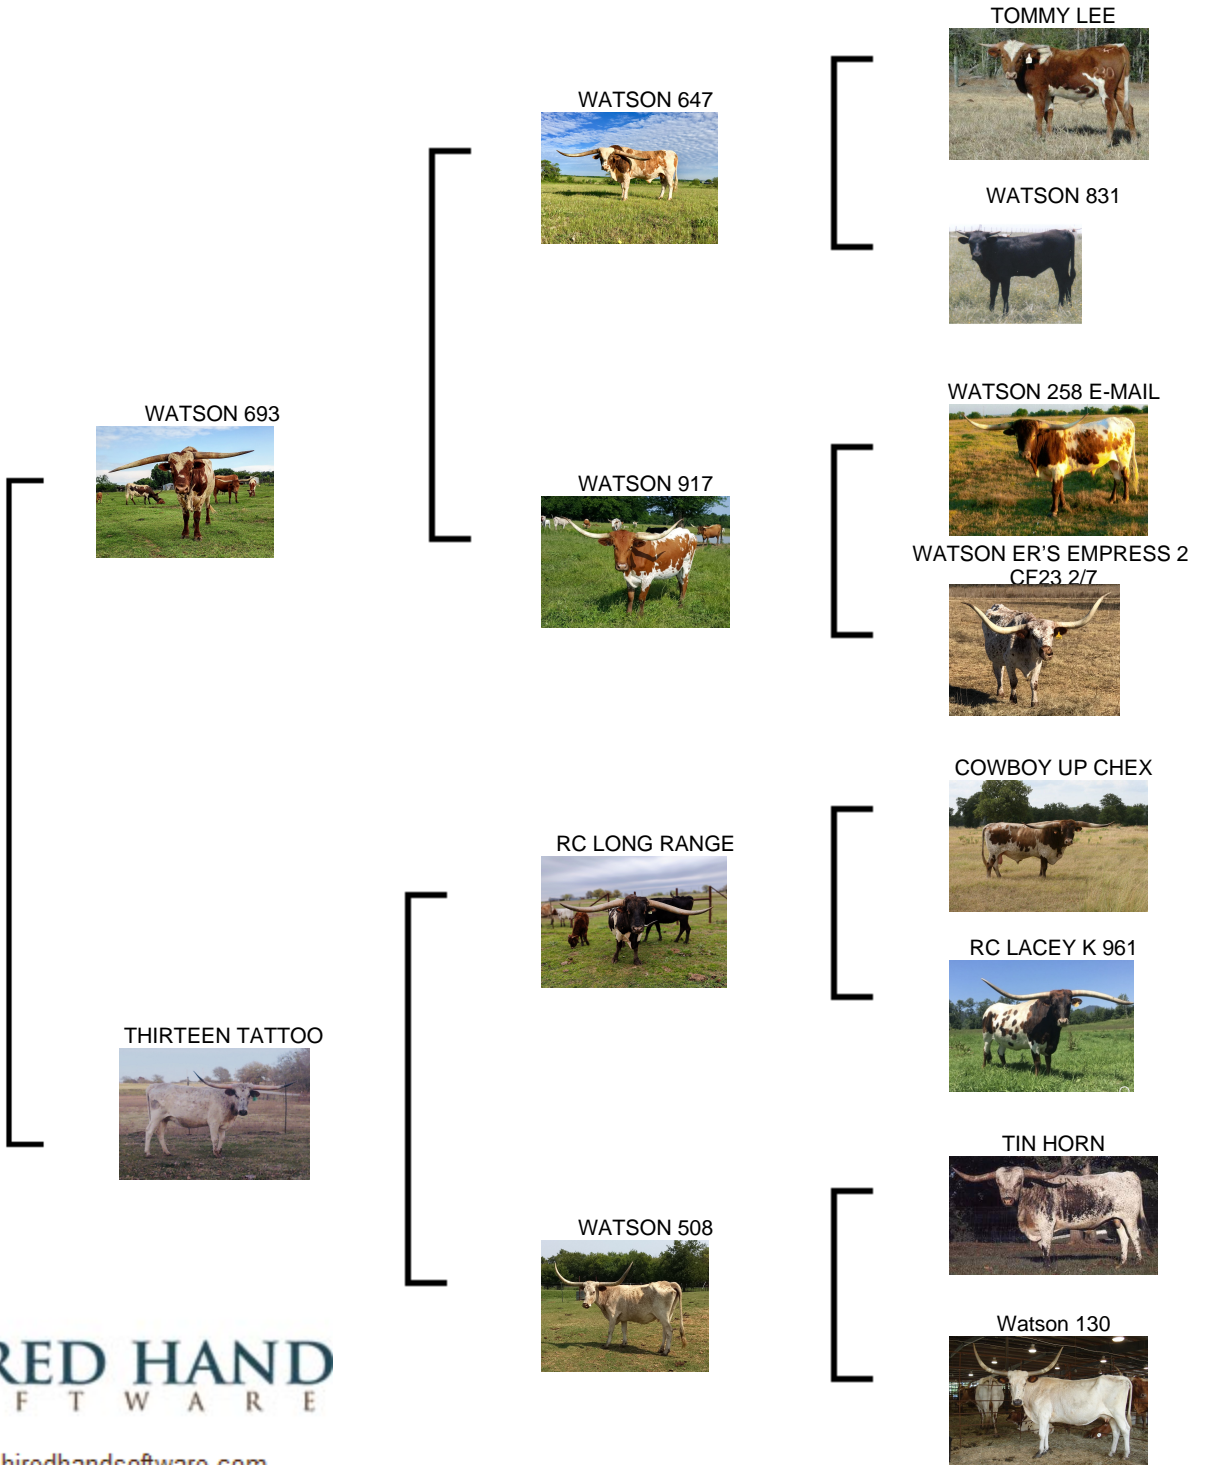 TOMMY LEE
WATSON 647
WATSON 831
WATSON 258 E-MAIL
WATSON 693
WATSON 917
WATSON ER'S EMPRESS 2
CF23 2/7
COWBOY UP CHEX
RC LONG RANGE
RC LACEY K 961
THIRTEEN TATTOO
TIN HORN
WATSON 508
Watson 130
RED HAND
F T W A R E
hiredhandsoftware.com